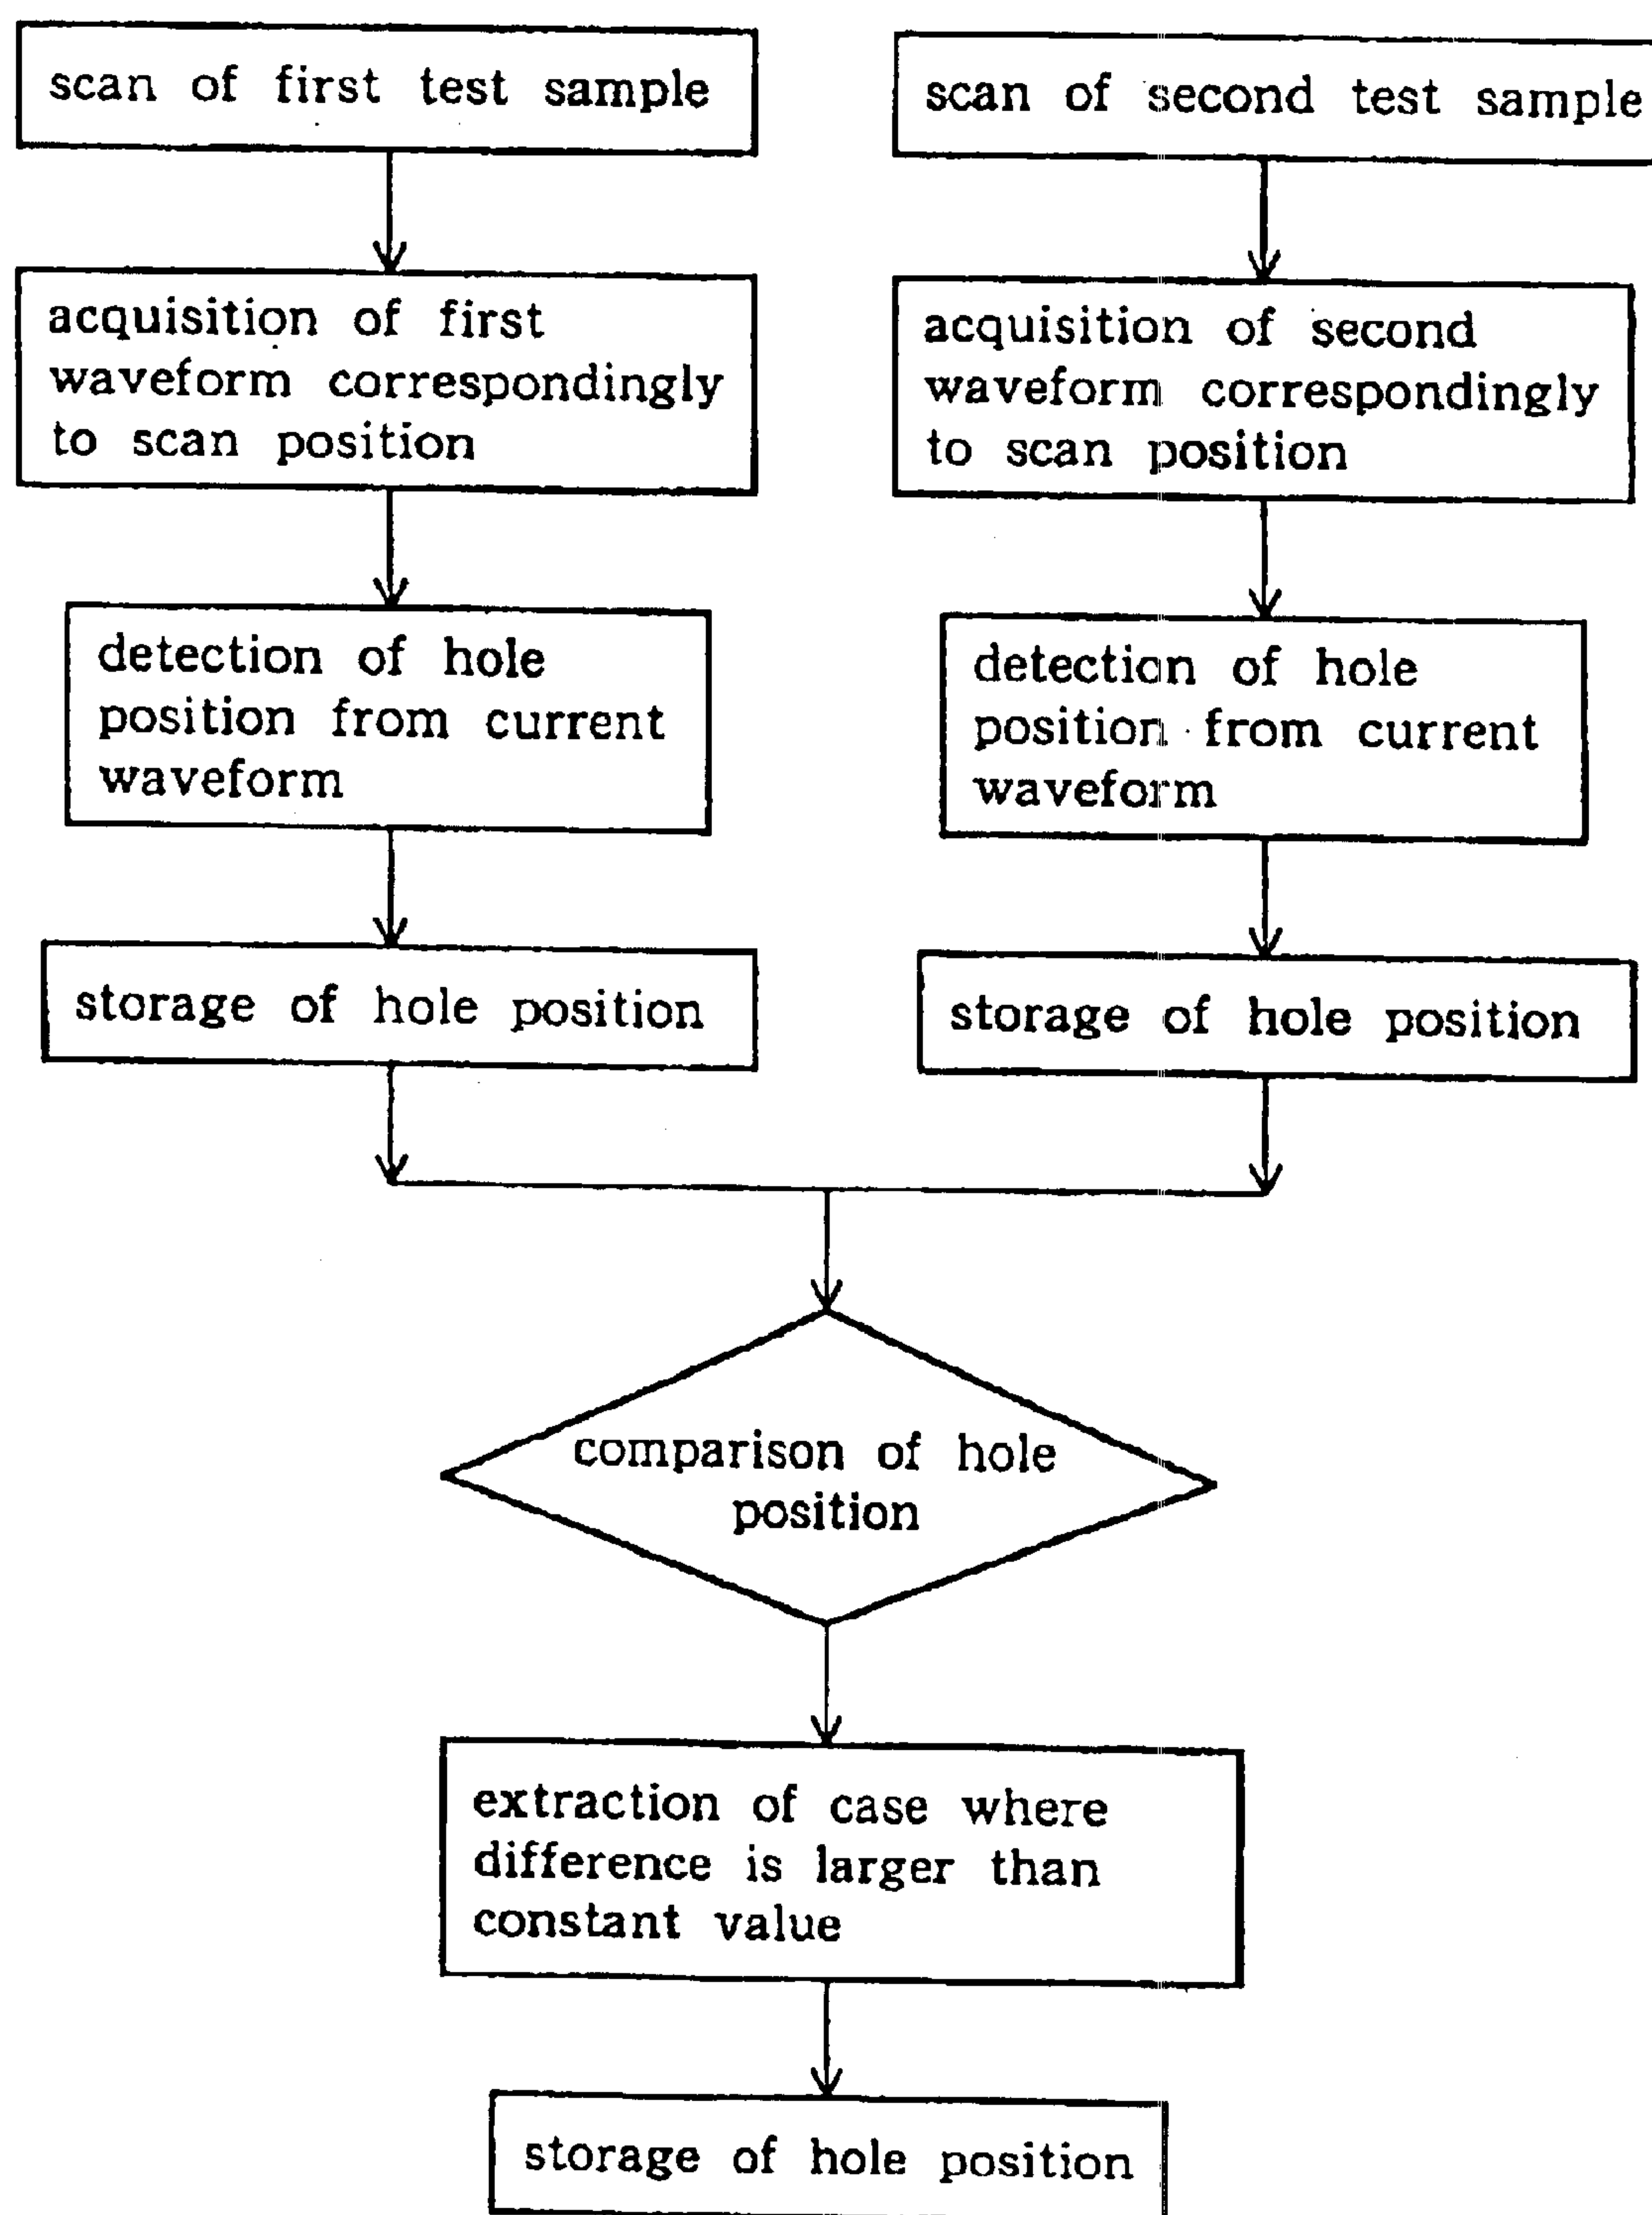 scan of first test sample
acquisition of first
waveform correspondingly
to scan position
detection of hole
position from current
waveform
storage of hole position
scan of second test sample
acquisition of second
waveform correspondingly
to scan position
detection of hole
position from current
waveform
storage of hole position
comparison of hole
position
extraction of case where
difference is larger than
constant value
storage of hole position